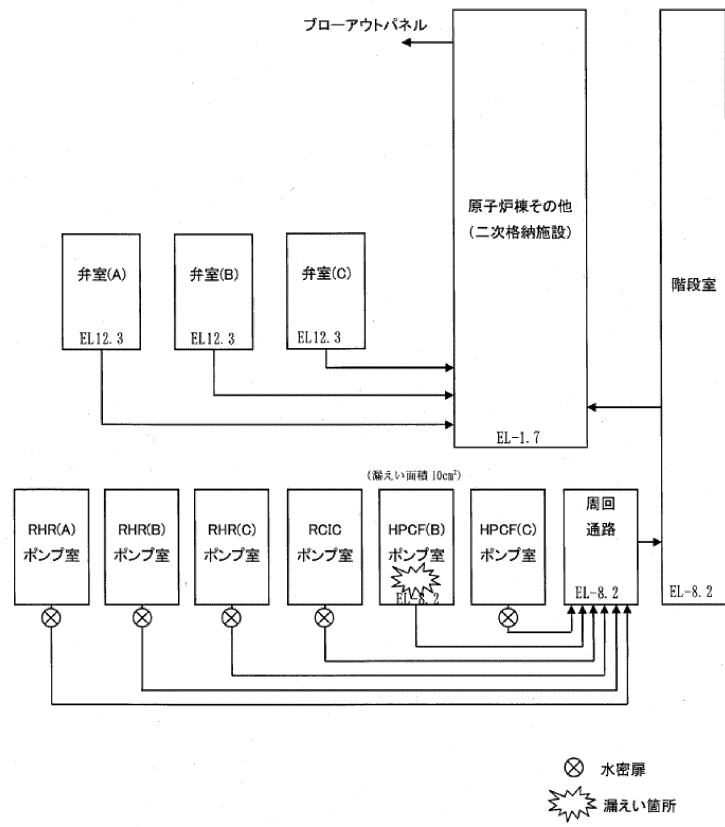 ブローアウトパネル
原子炉棟その他
(二次格納施設)
EL-1.7
階段室
EL-8.2
弁室(A)
EL12.3
弁室(B)
EL12.3
弁室(C)
EL12.3
(漏えい面積 10cm²)
RHR(A)
ポンプ室
RHR(B)
ポンプ室
RHR(C)
ポンプ室
RCIC
ポンプ室
HPCF(B)
ポンプ室
EL-8.2
HPCF(C)
ポンプ室
周回
通路
EL-8.2
水密扉
漏えい箇所